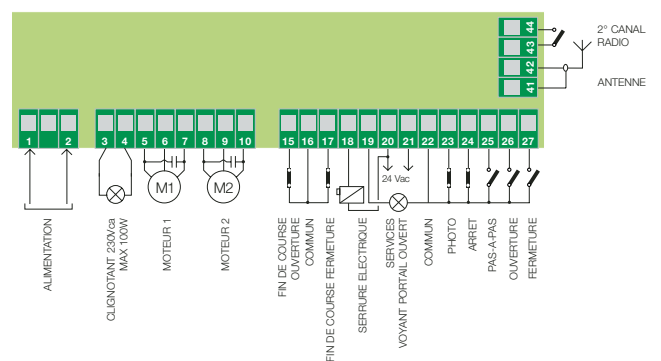 44
2° CANAL
43
RADIO
42
41
ANTENNE
1 2 3 4 5 6 7 8 9 10 15 16 17 18 19 20 21 22 23 24 25 26 27
24 Vac
M1
M2
ALIMENTATION
CLIGNOTANT 230Vca
MAX 100W
MOTEUR 1
MOTEUR 2
FIN DE COURSE
OUVERTURE
COMMUN
FIN DE COURSE FERMETURE
SERRURE ELECTRIQUE
SERVICES
VOYANT PORTAIL OUVERT
COMMUN
PHOTO
ARRET
PAS-A-PAS
OUVERTURE
FERMETURE